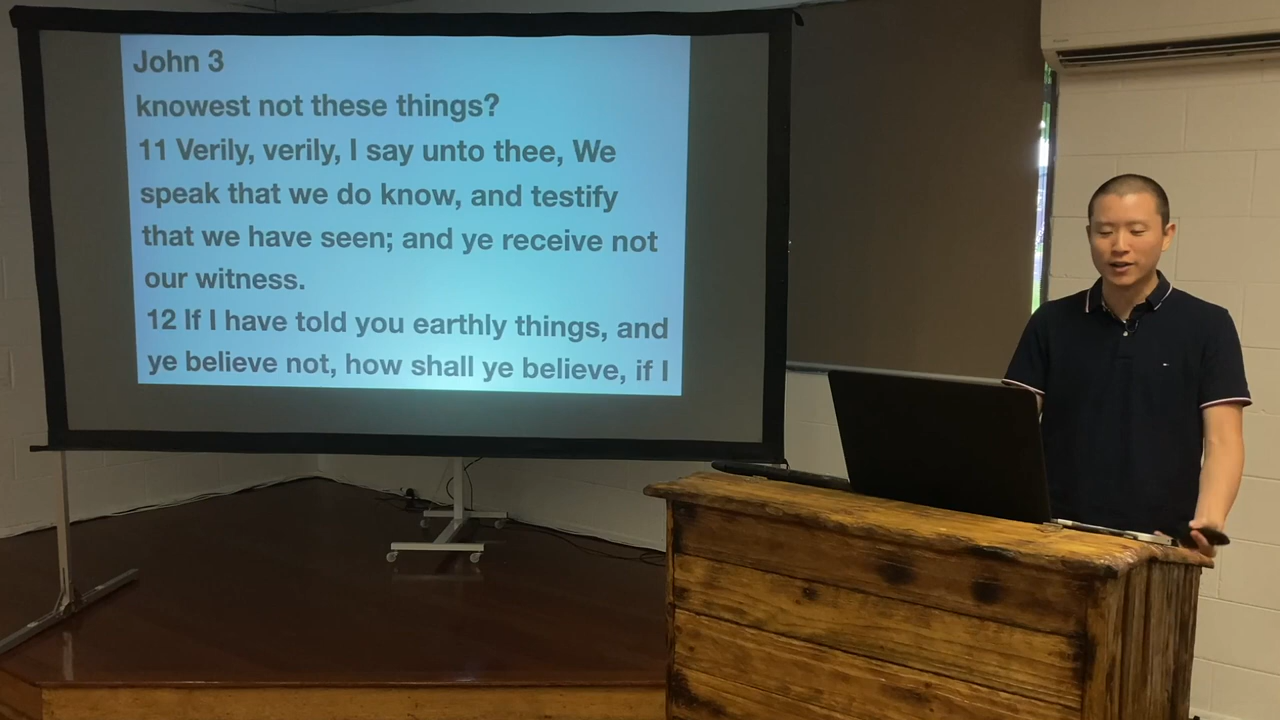 John 3
knowest not these things?
11 Verily, verily, I say unto thee, We
speak that we do know, and testify
that we have seen; and ye receive not
our witness.
12 If I have told you earthly things, and
ye believe not, how shall ye believe, if I